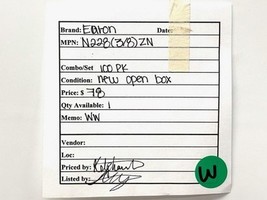 Brand: Eaton Date:
MPN: N228(3/8)ZN
Combo/Set 100 PK
Condition: new open box
Price: $ 78
Qty Available: 1
Memo: WW
Vendor:
Loc:
Priced by:
Listed by:
W